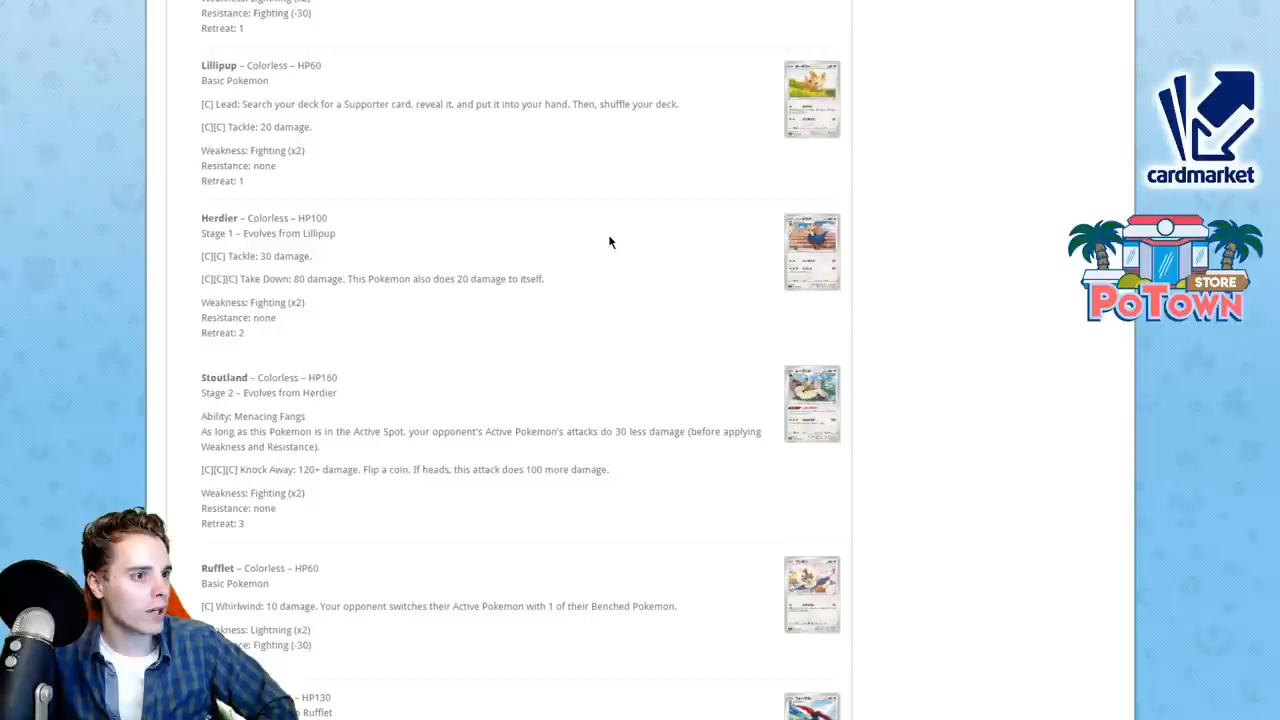 Resistance: Fighting (-30)
Retreat: 1
Lillipup – Colorless – HP60
Basic Pokemon
[C] Lead: Search your deck for a Supporter card, reveal it, and put it into your hand. Then, shuffle your deck.
[C][C] Tackle: 20 damage.
Weakness: Fighting (x2)
Resistance: none
Retreat: 1
Herdier – Colorless – HP100
Stage 1 – Evolves from Lillipup
[C][C] Tackle: 30 damage.
[C][C][C] Take Down: 80 damage. This Pokemon also does 20 damage to itself.
Weakness: Fighting (x2)
Resistance: none
Retreat: 2
Stoutland – Colorless – HP160
Stage 2 – Evolves from Herdier
Ability: Menacing Fangs
As long as this Pokemon is in the Active Spot, your opponent's Active Pokemon's attacks do 30 less damage (before applying
Weakness and Resistance).
[C][C][C] Knock Away: 120+ damage. Flip a coin. If heads, this attack does 100 more damage.
Weakness: Fighting (x2)
Resistance: none
Retreat: 3
Rufflet – Colorless – HP60
Basic Pokemon
[C] Whirlwind: 10 damage. Your opponent switches their Active Pokemon with 1 of their Benched Pokemon.
Lightning (x2)
Fighting (-30)
– HP130
Rufflet
cardmarket
STORE
POTOWN